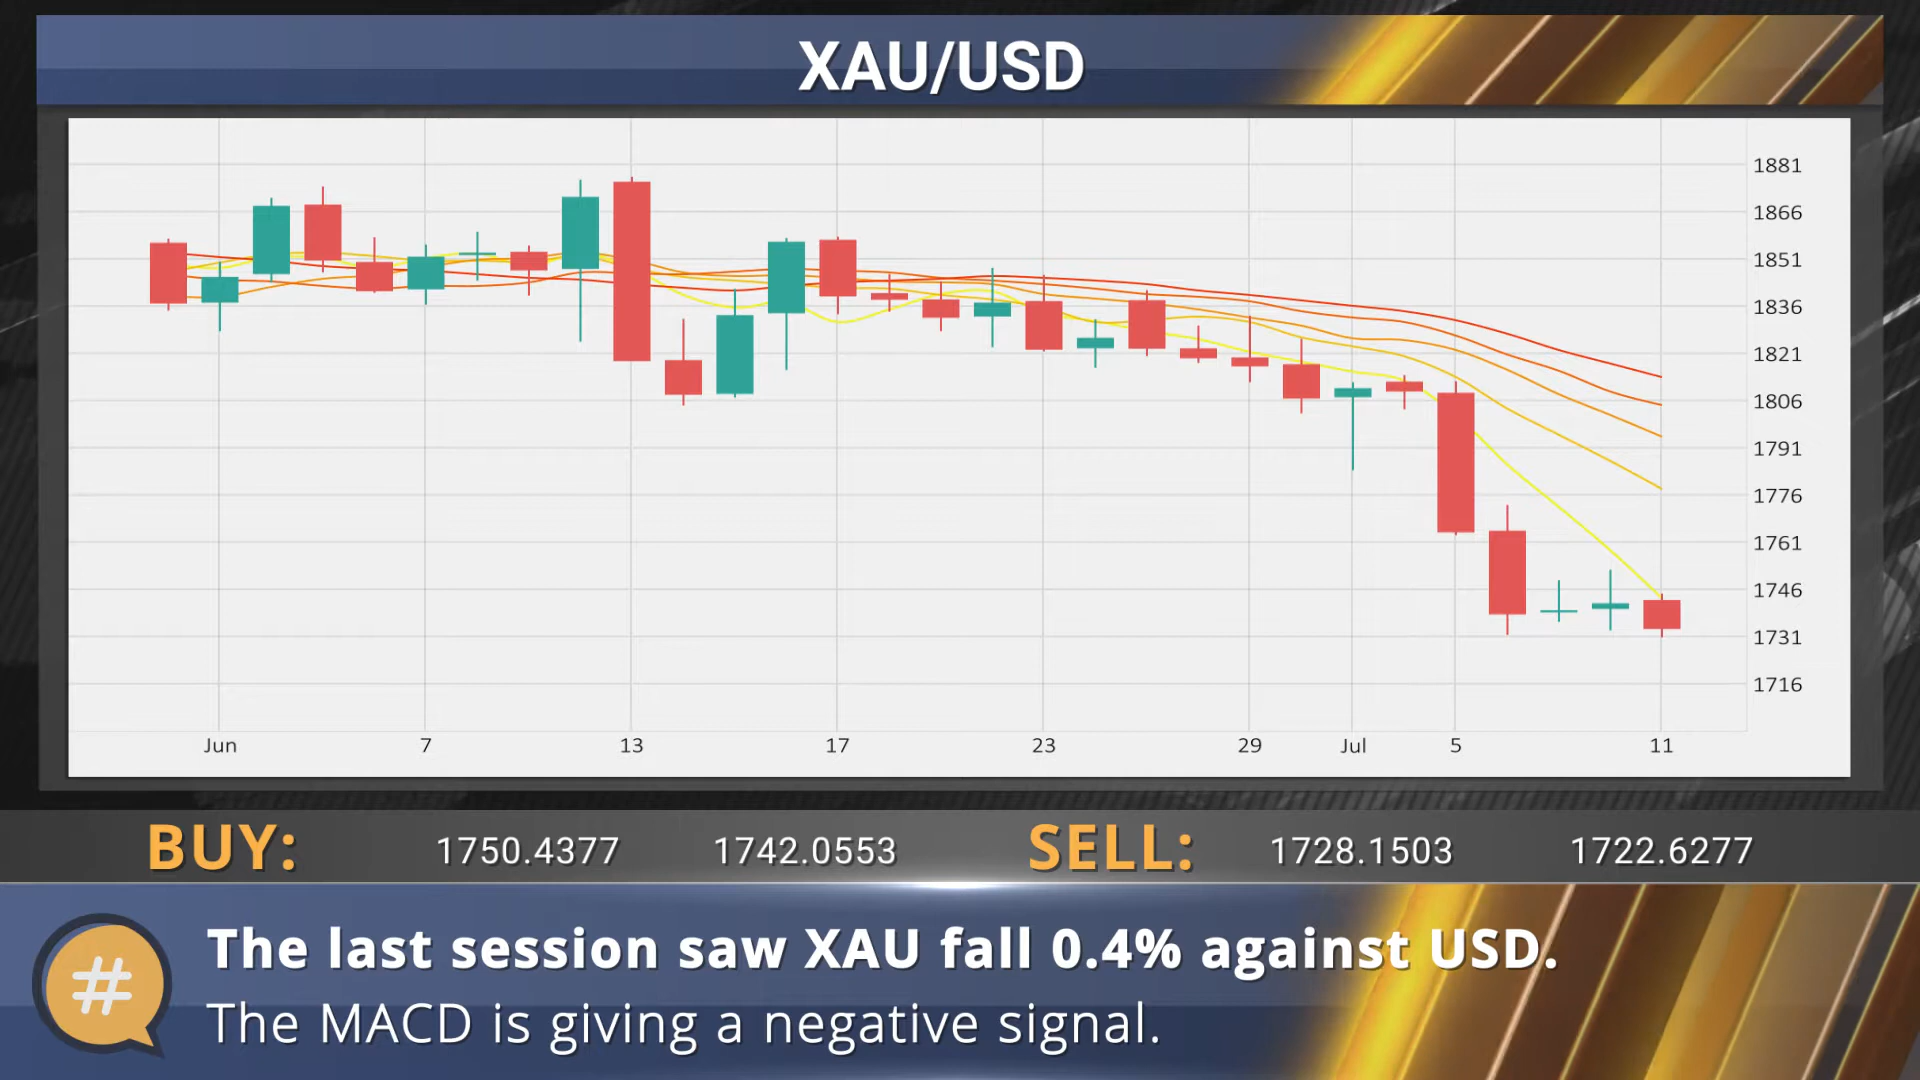 XAU/USD
1881
1866
1851
1836
1821
1806
1791
1776
1761
1746
1731
1716
Jun 7 13 17 23 29 Jul 5 11
BUY: 1750.4377 1742.0553 SELL: 1728.1503 1722.6277
#
The last session saw XAU fall 0.4% against USD.
The MACD is giving a negative signal.